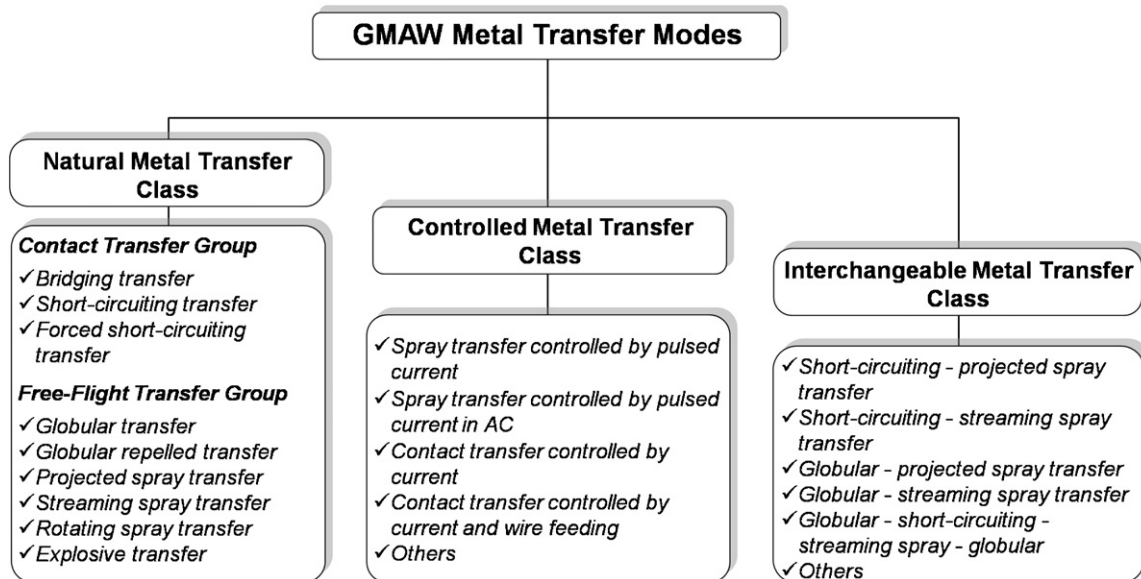 GMAW Metal Transfer Modes
Natural Metal Transfer
Class
Contact Transfer Group
✓Bridging transfer
✓Short-circuiting transfer
✓Forced short-circuiting
transfer
Free-Flight Transfer Group
✓Globular transfer
✓Globular repelled transfer
✓Projected spray transfer
✓Streaming spray transfer
✓Rotating spray transfer
✓Explosive transfer
Controlled Metal Transfer
Class
✓Spray transfer controlled by pulsed
current
✓Spray transfer controlled by pulsed
current in AC
✓Contact transfer controlled by
current
✓Contact transfer controlled by
current and wire feeding
✓Others
Interchangeable Metal Transfer
Class
✓Short-circuiting - projected spray
transfer
✓Short-circuiting - streaming spray
transfer
✓Globular - projected spray transfer
✓Globular - streaming spray transfer
✓Globular - short-circuiting -
streaming spray - globular
✓Others